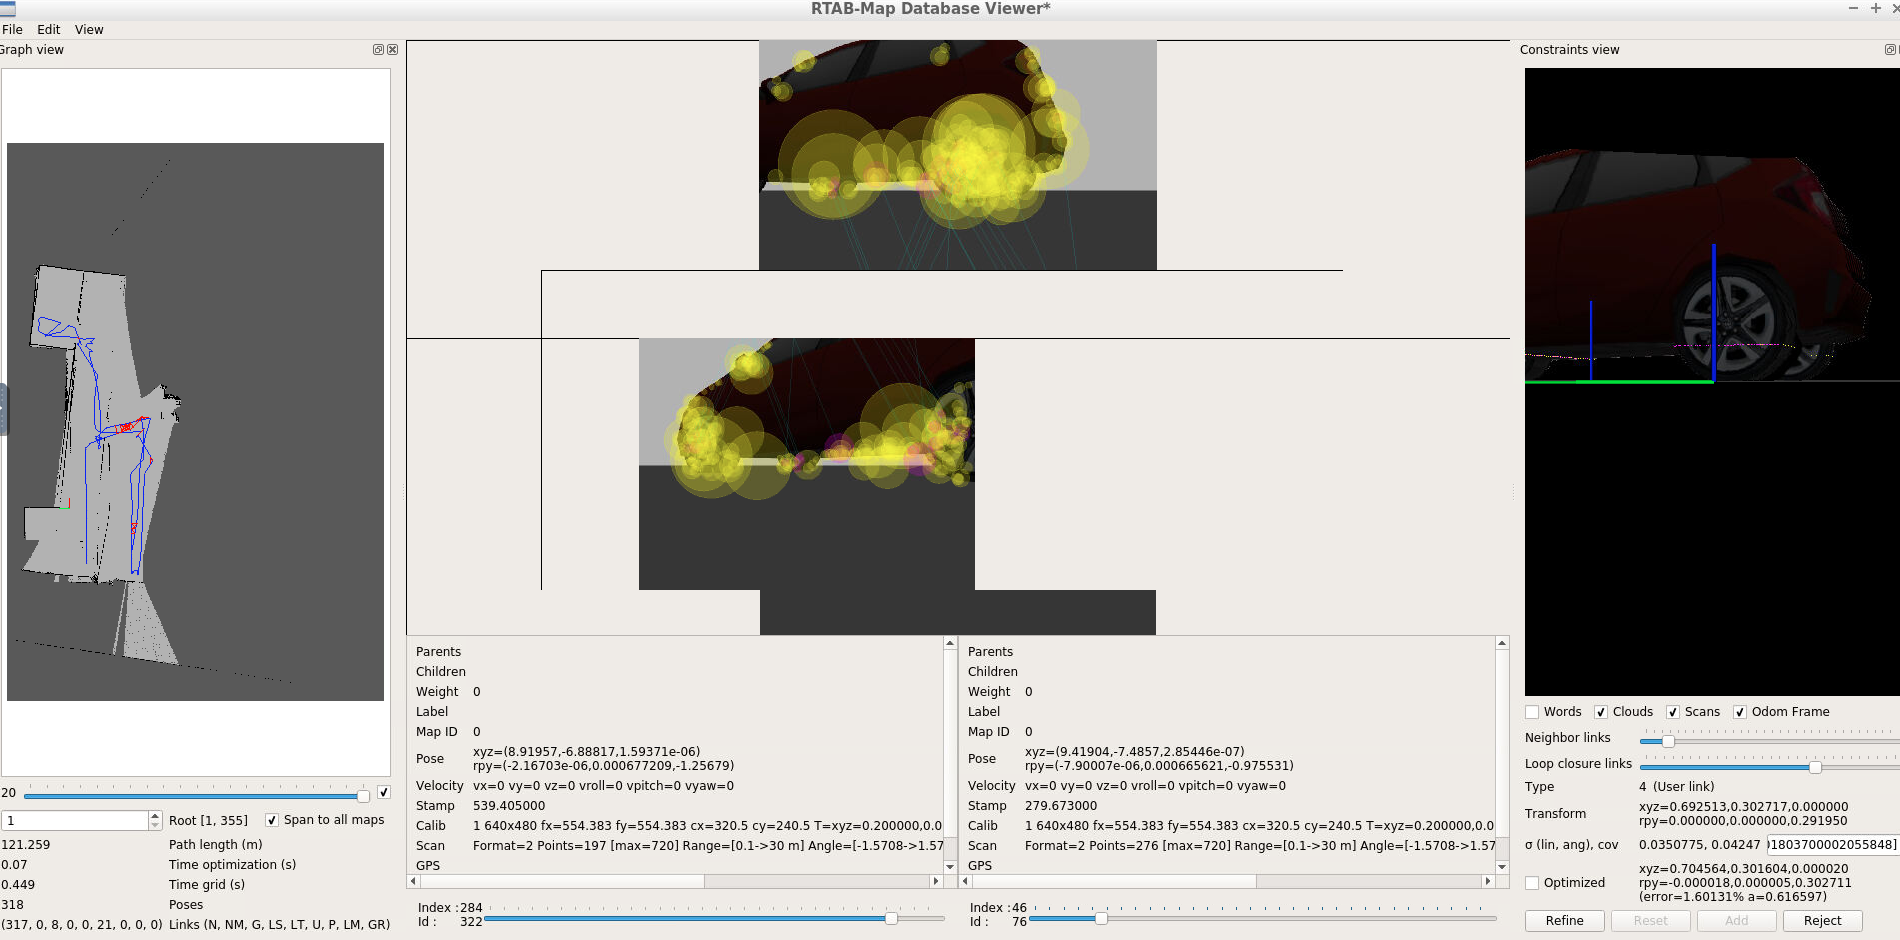 RTAB-Map Database Viewer*
File Edit View
Graph view
20
1 Root [1, 355] Span to all maps
121.259 Path length (m)
0.07 Time optimization (s)
0.449 Time grid (s)
318 Poses
(317, 0, 8, 0, 0, 21, 0, 0, 0) Links (N, NM, G, LS, LT, U, P, LM, GR)
Parents
Children
Weight 0
Label
Map ID 0
Pose xyz=(8.91957,-6.88817,1.59371e-06)
rpy=(-2.16703e-06,0.000677209,-1.25679)
Velocity vx=0 vy=0 vz=0 vroll=0 vpitch=0 vyaw=0
Stamp 539.405000
Calib 1 640x480 fx=554.383 fy=554.383 cx=320.5 cy=240.5 T=xyz=0.200000,0.0
Scan Format=2 Points=197 [max=720] Range=[0.1->30 m] Angle=[-1.5708->1.57
GPS
Index : 284
Id : 322
Parents
Children
Weight 0
Label
Map ID 0
Pose xyz=(9.41904,-7.4857,2.85446e-07)
rpy=(-7.90007e-06,0.000665621,-0.975531)
Velocity vx=0 vy=0 vz=0 vroll=0 vpitch=0 vyaw=0
Stamp 279.673000
Calib 1 640x480 fx=554.383 fy=554.383 cx=320.5 cy=240.5 T=xyz=0.200000,0.0
Scan Format=2 Points=276 [max=720] Range=[0.1->30 m] Angle=[-1.5708->1.57
GPS
Index : 46
Id : 76
Constraints view
Words Clouds Scans Odom Frame
Neighbor links
Loop closure links
Type 4 (User link)
Transform xyz=0.692513,0.302717,0.000000
rpy=0.000000,0.000000,0.291950
σ (lin, ang), cov 0.0350775, 0.04247 1803700002055848]
Optimized xyz=0.704564,0.301604,0.000020
rpy=-0.000018,0.000005,0.302711
(error=1.60131% a=0.616597)
Refine Reset Add Reject